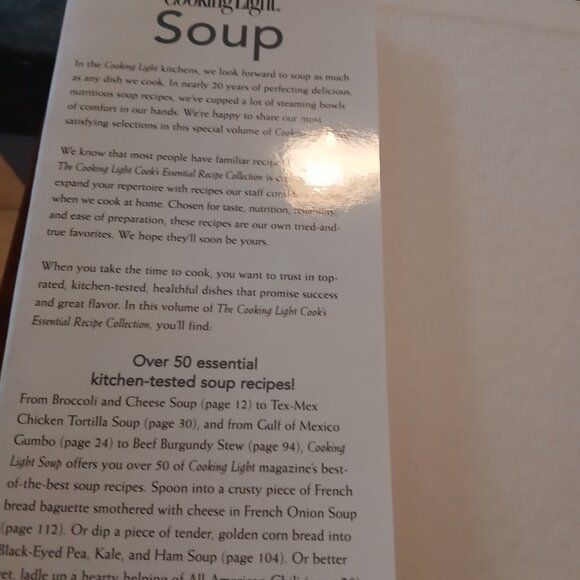 Cooking Light®
Soup
In the Cooking Light kitchens, we look forward to soup as much
as any dish we cook. In nearly 20 years of perfecting delicious,
nutritious soup recipes, we've cupped a lot of steaming bowls
of comfort in our hands. We're happy to share our most
satisfying selections in this special volume of
We know that most people have familiar
The Cooking Light Cook's Essential Recipe Collection is
expand your repertoire with recipes our staff
when we cook at home. Chosen for taste, nutrition, reliability,
and ease of preparation, these recipes are our own tried-and-
true favorites. We hope they'll soon be yours.
When you take the time to cook, you want to trust in top-
rated, kitchen-tested, healthful dishes that promise success
and great flavor. In this volume of The Cooking Light Cook's
Essential Recipe Collection, you'll find:
Over 50 essential
kitchen-tested soup recipes!
From Broccoli and Cheese Soup (page 12) to Tex-Mex
Chicken Tortilla Soup (page 30), and from Gulf of Mexico
Gumbo (page 24) to Beef Burgundy Stew (page 94), Cooking
Light Soup offers you over 50 of Cooking Light magazine's best-
of-the-best soup recipes. Spoon into a crusty piece of French
bread baguette smothered with cheese in French Onion Soup
(page 112). Or dip a piece of tender, golden corn bread into
Black-Eyed Pea, Kale, and Ham Soup (page 104). Or better
yet, ladle up a hearty helping of All-American Chili